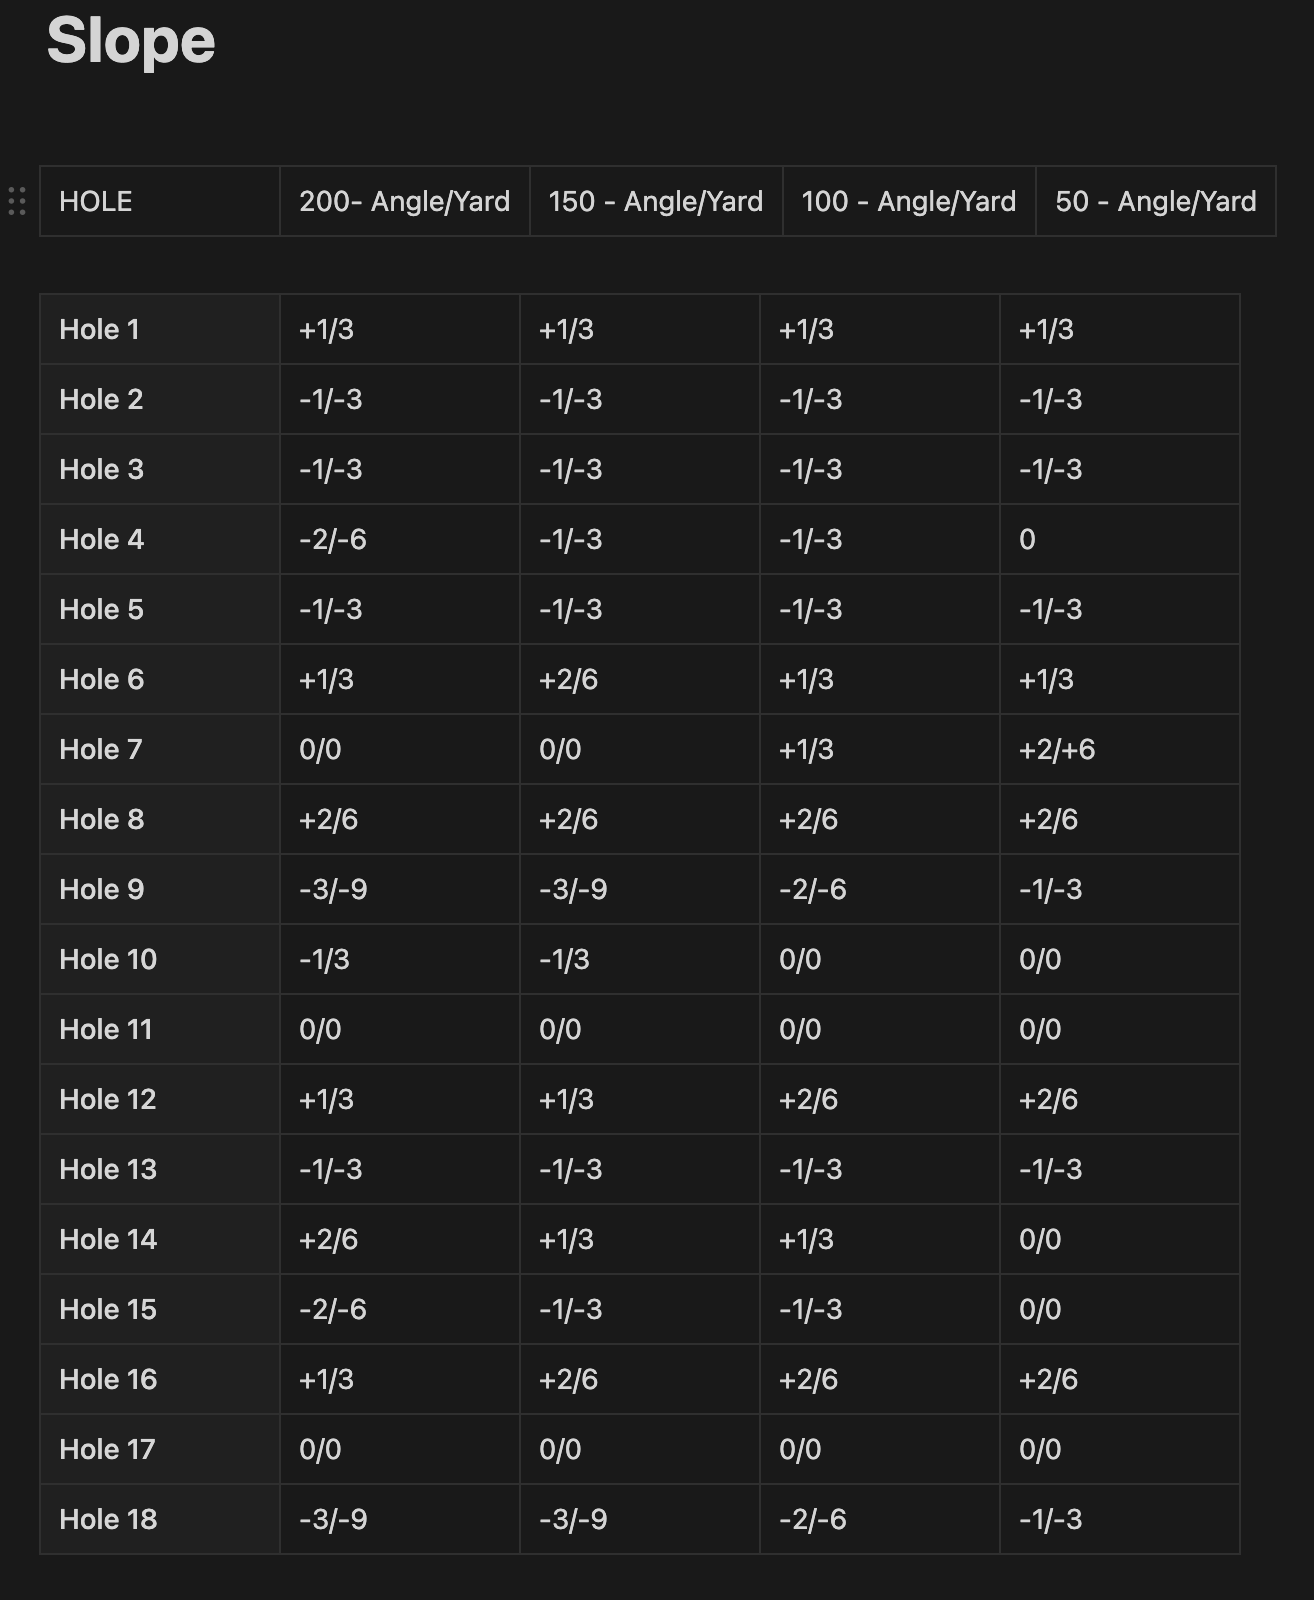 Slope
HOLE 200- Angle/Yard 150 - Angle/Yard 100 - Angle/Yard 50 - Angle/Yard
Hole 1 +1/3 +1/3 +1/3 +1/3
Hole 2 -1/-3 -1/-3 -1/-3 -1/-3
Hole 3 -1/-3 -1/-3 -1/-3 -1/-3
Hole 4 -2/-6 -1/-3 -1/-3 0
Hole 5 -1/-3 -1/-3 -1/-3 -1/-3
Hole 6 +1/3 +2/6 +1/3 +1/3
Hole 7 0/0 0/0 +1/3 +2/+6
Hole 8 +2/6 +2/6 +2/6 +2/6
Hole 9 -3/-9 -3/-9 -2/-6 -1/-3
Hole 10 -1/3 -1/3 0/0 0/0
Hole 11 0/0 0/0 0/0 0/0
Hole 12 +1/3 +1/3 +2/6 +2/6
Hole 13 -1/-3 -1/-3 -1/-3 -1/-3
Hole 14 +2/6 +1/3 +1/3 0/0
Hole 15 -2/-6 -1/-3 -1/-3 0/0
Hole 16 +1/3 +2/6 +2/6 +2/6
Hole 17 0/0 0/0 0/0 0/0
Hole 18 -3/-9 -3/-9 -2/-6 -1/-3